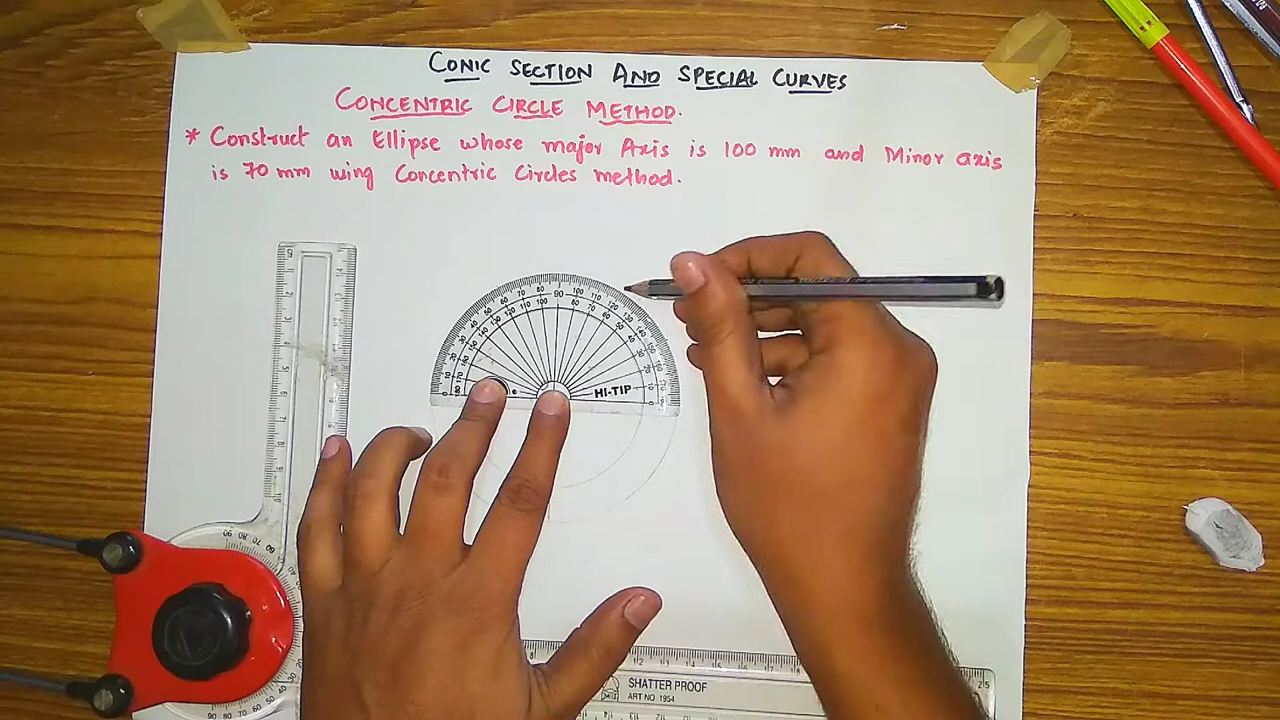 CONIC SECTION AND SPECIAL CURVES
CONCENTRIC CIRCLE METHOD.
* Construct an Ellipse whose major Axis is 100 mm and Minor axis
is 70 mm using Concentric Circles method.
HI-TIP
SHATTER PROOF
ART NO. 1954